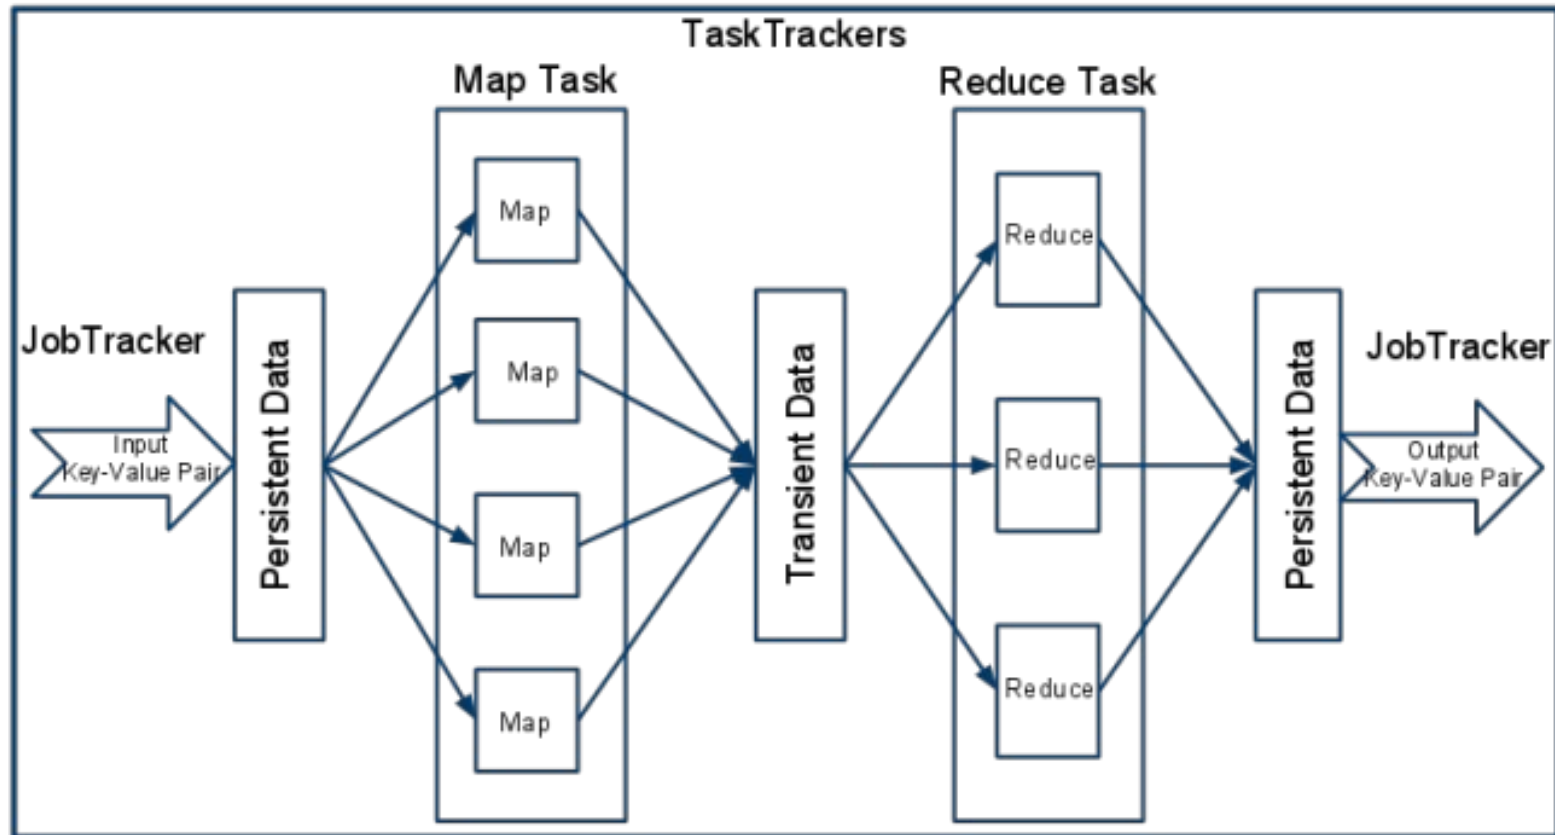 TaskTrackers
Map Task
Reduce Task
JobTracker
Input
Key-Value Pair
Persistent Data
Map
Map
Map
Map
Transient Data
Reduce
Reduce
Reduce
Persistent Data
JobTracker
Output
Key-Value Pair